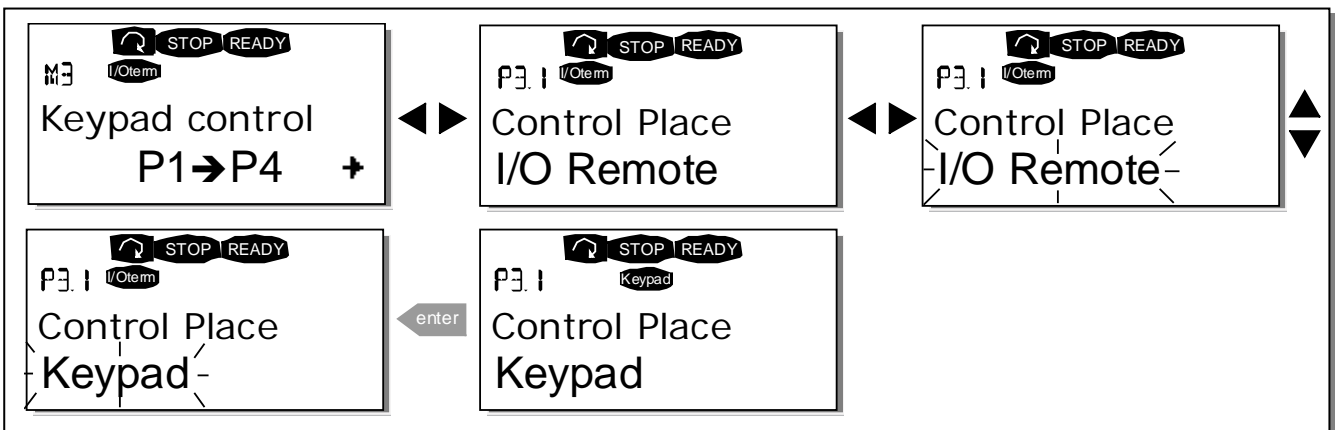 STOP READY
M3 I/Oterm
Keypad control
P1➔P4
STOP READY
P3.1 I/Oterm
Control Place
I/O Remote
STOP READY
P3.1 I/Oterm
Control Place
I/O Remote
STOP READY
P3.1 I/Oterm
Control Place
Keypad
enter
STOP READY
P3.1 Keypad
Control Place
Keypad